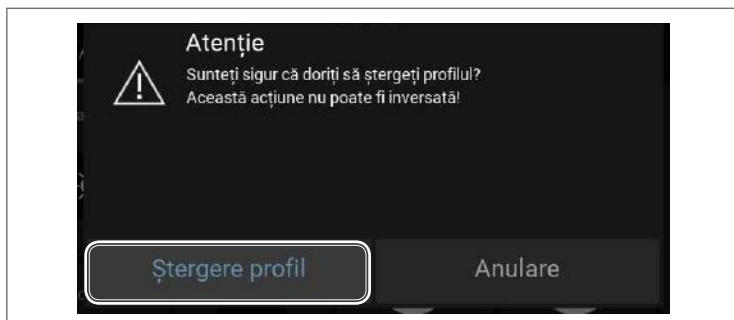 Atenție
Sunteți sigur că doriți să ștergeți profilul?
Această acțiune nu poate fi inversată!
Ștergere profil
Anulare